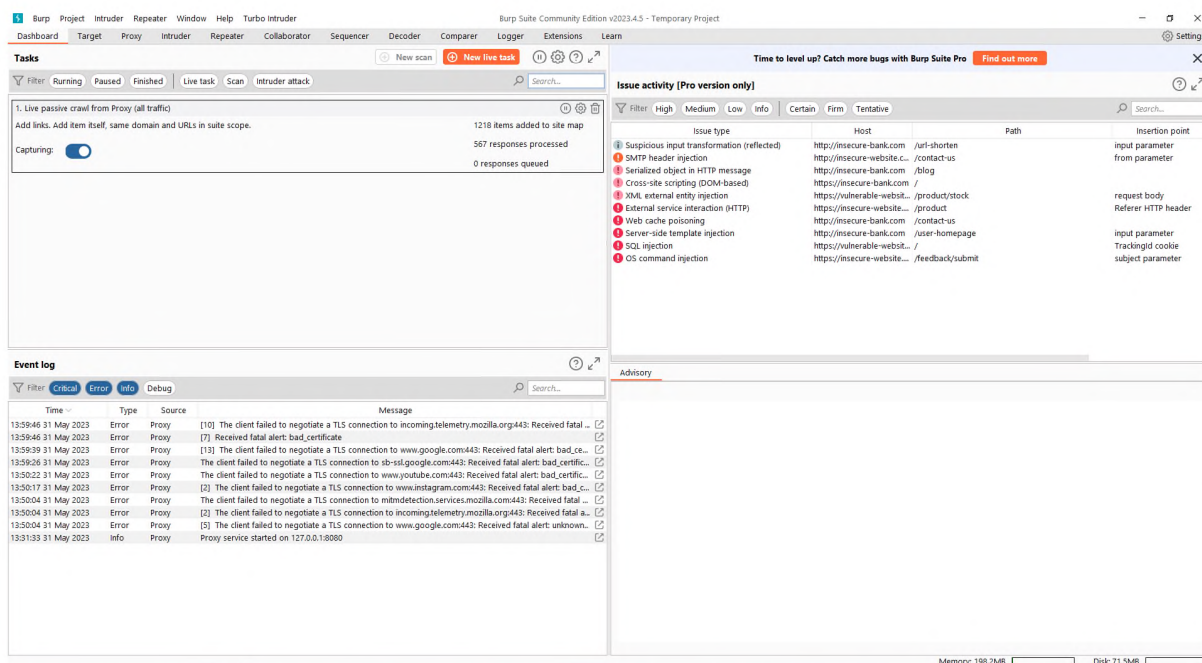 Burp Project Intruder Repeater Window Help Turbo Intruder Burp Suite Community Edition v2023.4.5 - Temporary Project
Dashboard Target Proxy Intruder Repeater Collaborator Sequencer Decoder Comparer Logger Extensions Learn Setting
Tasks New scan New live task
Filter Running Paused Finished Live task Scan Intruder attack Search...
1. Live passive crawl from Proxy (all traffic)
Add links. Add item itself, same domain and URLs in suite scope. 1218 items added to site map
Capturing: 567 responses processed
0 responses queued
Event log
Filter Critical Error Info Debug Search...
Time Type Source Message
13:59:46 31 May 2023 Error Proxy [10] The client failed to negotiate a TLS connection to incoming.telemetry.mozilla.org:443: Received fatal ...
13:59:46 31 May 2023 Error Proxy [7] Received fatal alert: bad_certificate
13:59:39 31 May 2023 Error Proxy [13] The client failed to negotiate a TLS connection to www.google.com:443: Received fatal alert: bad_ce...
13:59:26 31 May 2023 Error Proxy The client failed to negotiate a TLS connection to sb-ssl.google.com:443: Received fatal alert: bad_certific...
13:50:22 31 May 2023 Error Proxy The client failed to negotiate a TLS connection to www.youtube.com:443: Received fatal alert: bad_certific...
13:50:17 31 May 2023 Error Proxy [2] The client failed to negotiate a TLS connection to www.instagram.com:443: Received fatal alert: bad_c...
13:50:04 31 May 2023 Error Proxy The client failed to negotiate a TLS connection to mitmdetection.services.mozilla.com:443: Received fatal ...
13:50:04 31 May 2023 Error Proxy [2] The client failed to negotiate a TLS connection to incoming.telemetry.mozilla.org:443: Received fatal a...
13:50:04 31 May 2023 Error Proxy [5] The client failed to negotiate a TLS connection to www.google.com:443: Received fatal alert: unknown...
13:31:33 31 May 2023 Info Proxy Proxy service started on 127.0.0.1:8080
Time to level up? Catch more bugs with Burp Suite Pro Find out more
Issue activity [Pro version only]
Filter High Medium Low Info Certain Firm Tentative Search...
Issue type Host Path Insertion point
Suspicious input transformation (reflected) http://insecure-bank.com /url-shorten input parameter
SMTP header injection http://insecure-website.c... /contact-us from parameter
Serialized object in HTTP message http://insecure-bank.com /blog
Cross-site scripting (DOM-based) https://insecure-bank.com /
XML external entity injection https://vulnerable-websit... /product/stock request body
External service interaction (HTTP) https://insecure-website.... /product Referer HTTP header
Web cache poisoning http://insecure-bank.com /contact-us
Server-side template injection http://insecure-bank.com /user-homepage input parameter
SQL injection https://vulnerable-websit... / TrackingId cookie
OS command injection https://insecure-website.... /feedback/submit subject parameter
Advisory
Memory: 198.2MB Disk: 71.5MB